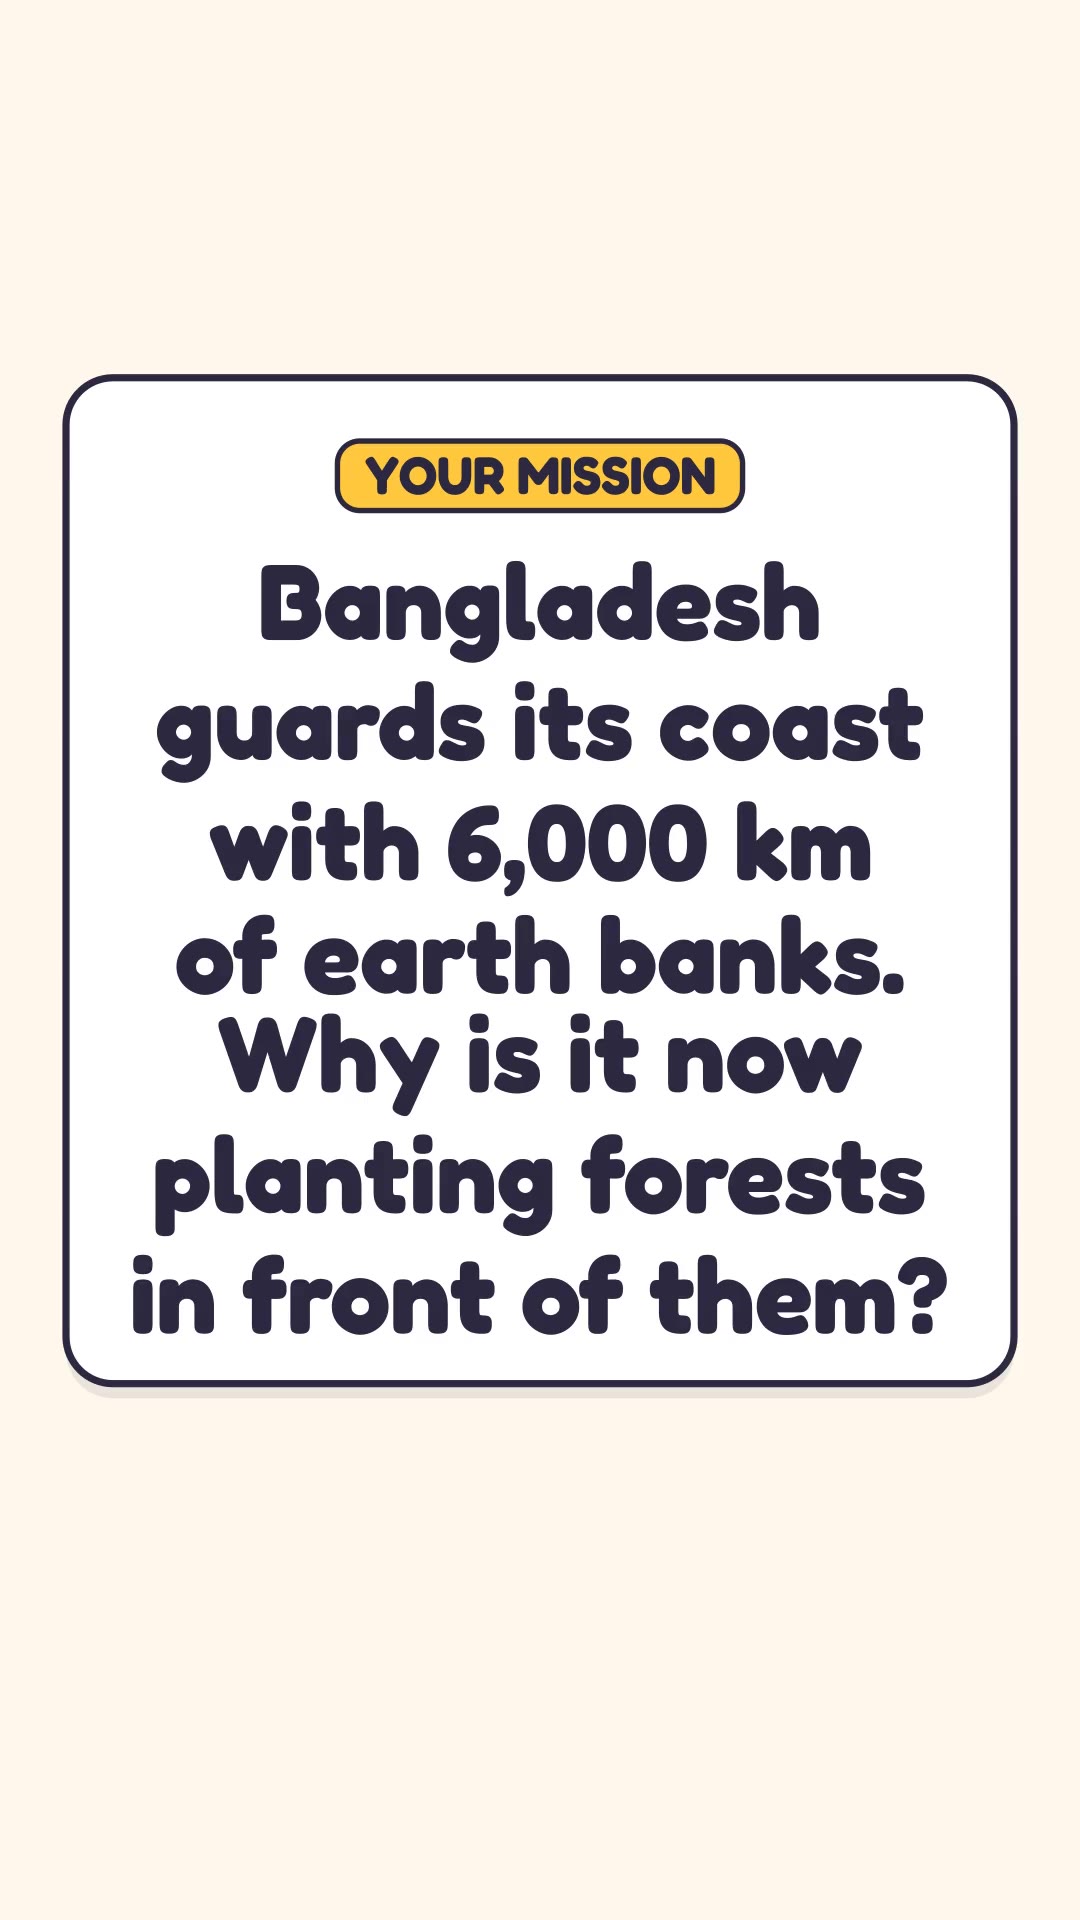 YOUR MISSION
Bangladesh
guards its coast
with 6,000 km
of earth banks.
Why is it now
planting forests
in front of them?